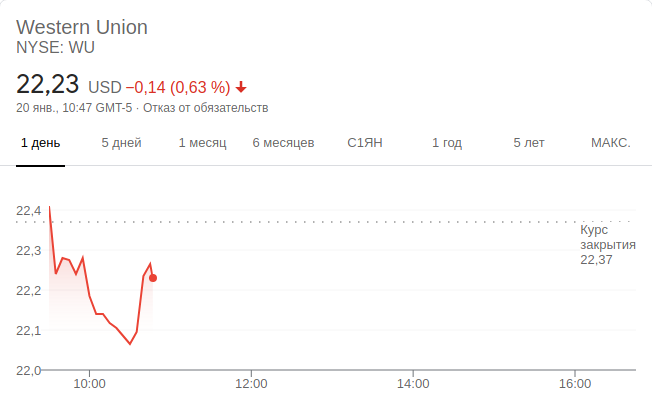 Western Union
NYSE: WU
22,23 USD −0,14 (0,63 %)
20 янв., 10:47 GMT-5 · Отказ от обязательств
1 день 5 дней 1 месяц 6 месяцев С1ЯН 1 год 5 лет МАКС.
22,4
Курс
закрытия
22,37
22,3
22,2
22,1
22,0
10:00 12:00 14:00 16:00